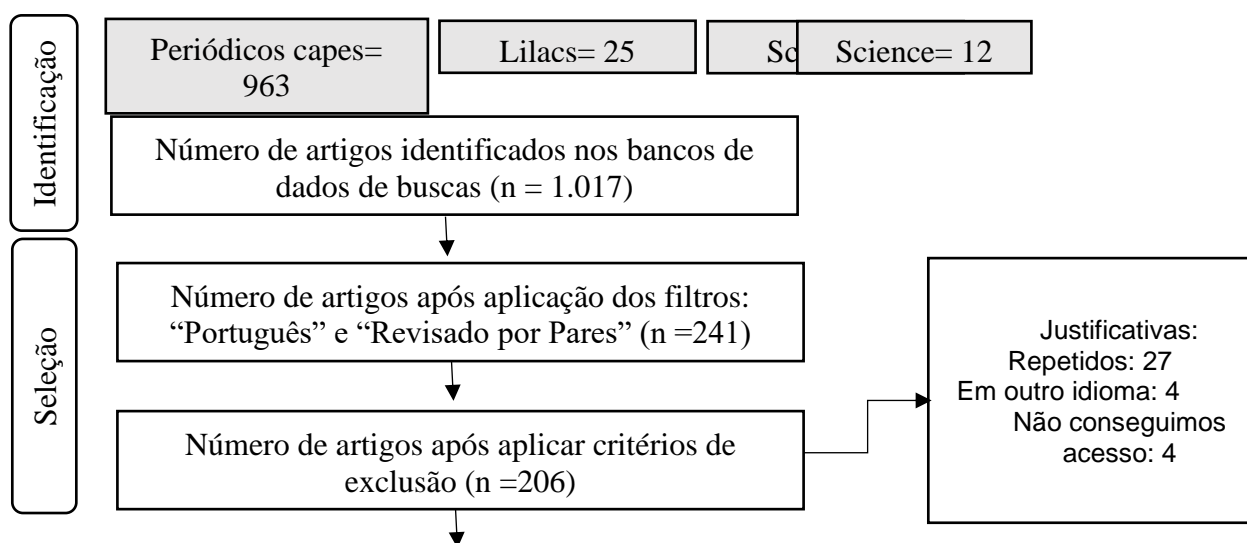 Identificação
Periódicos capes=
963
Lilacs= 25
Sc
Science= 12
Número de artigos identificados nos bancos de
dados de buscas (n = 1.017)
Seleção
Número de artigos após aplicação dos filtros:
“Português” e “Revisado por Pares” (n =241)
Número de artigos após aplicar critérios de
exclusão (n =206)
Justificativas:
Repetidos: 27
Em outro idioma: 4
Não conseguimos
acesso: 4